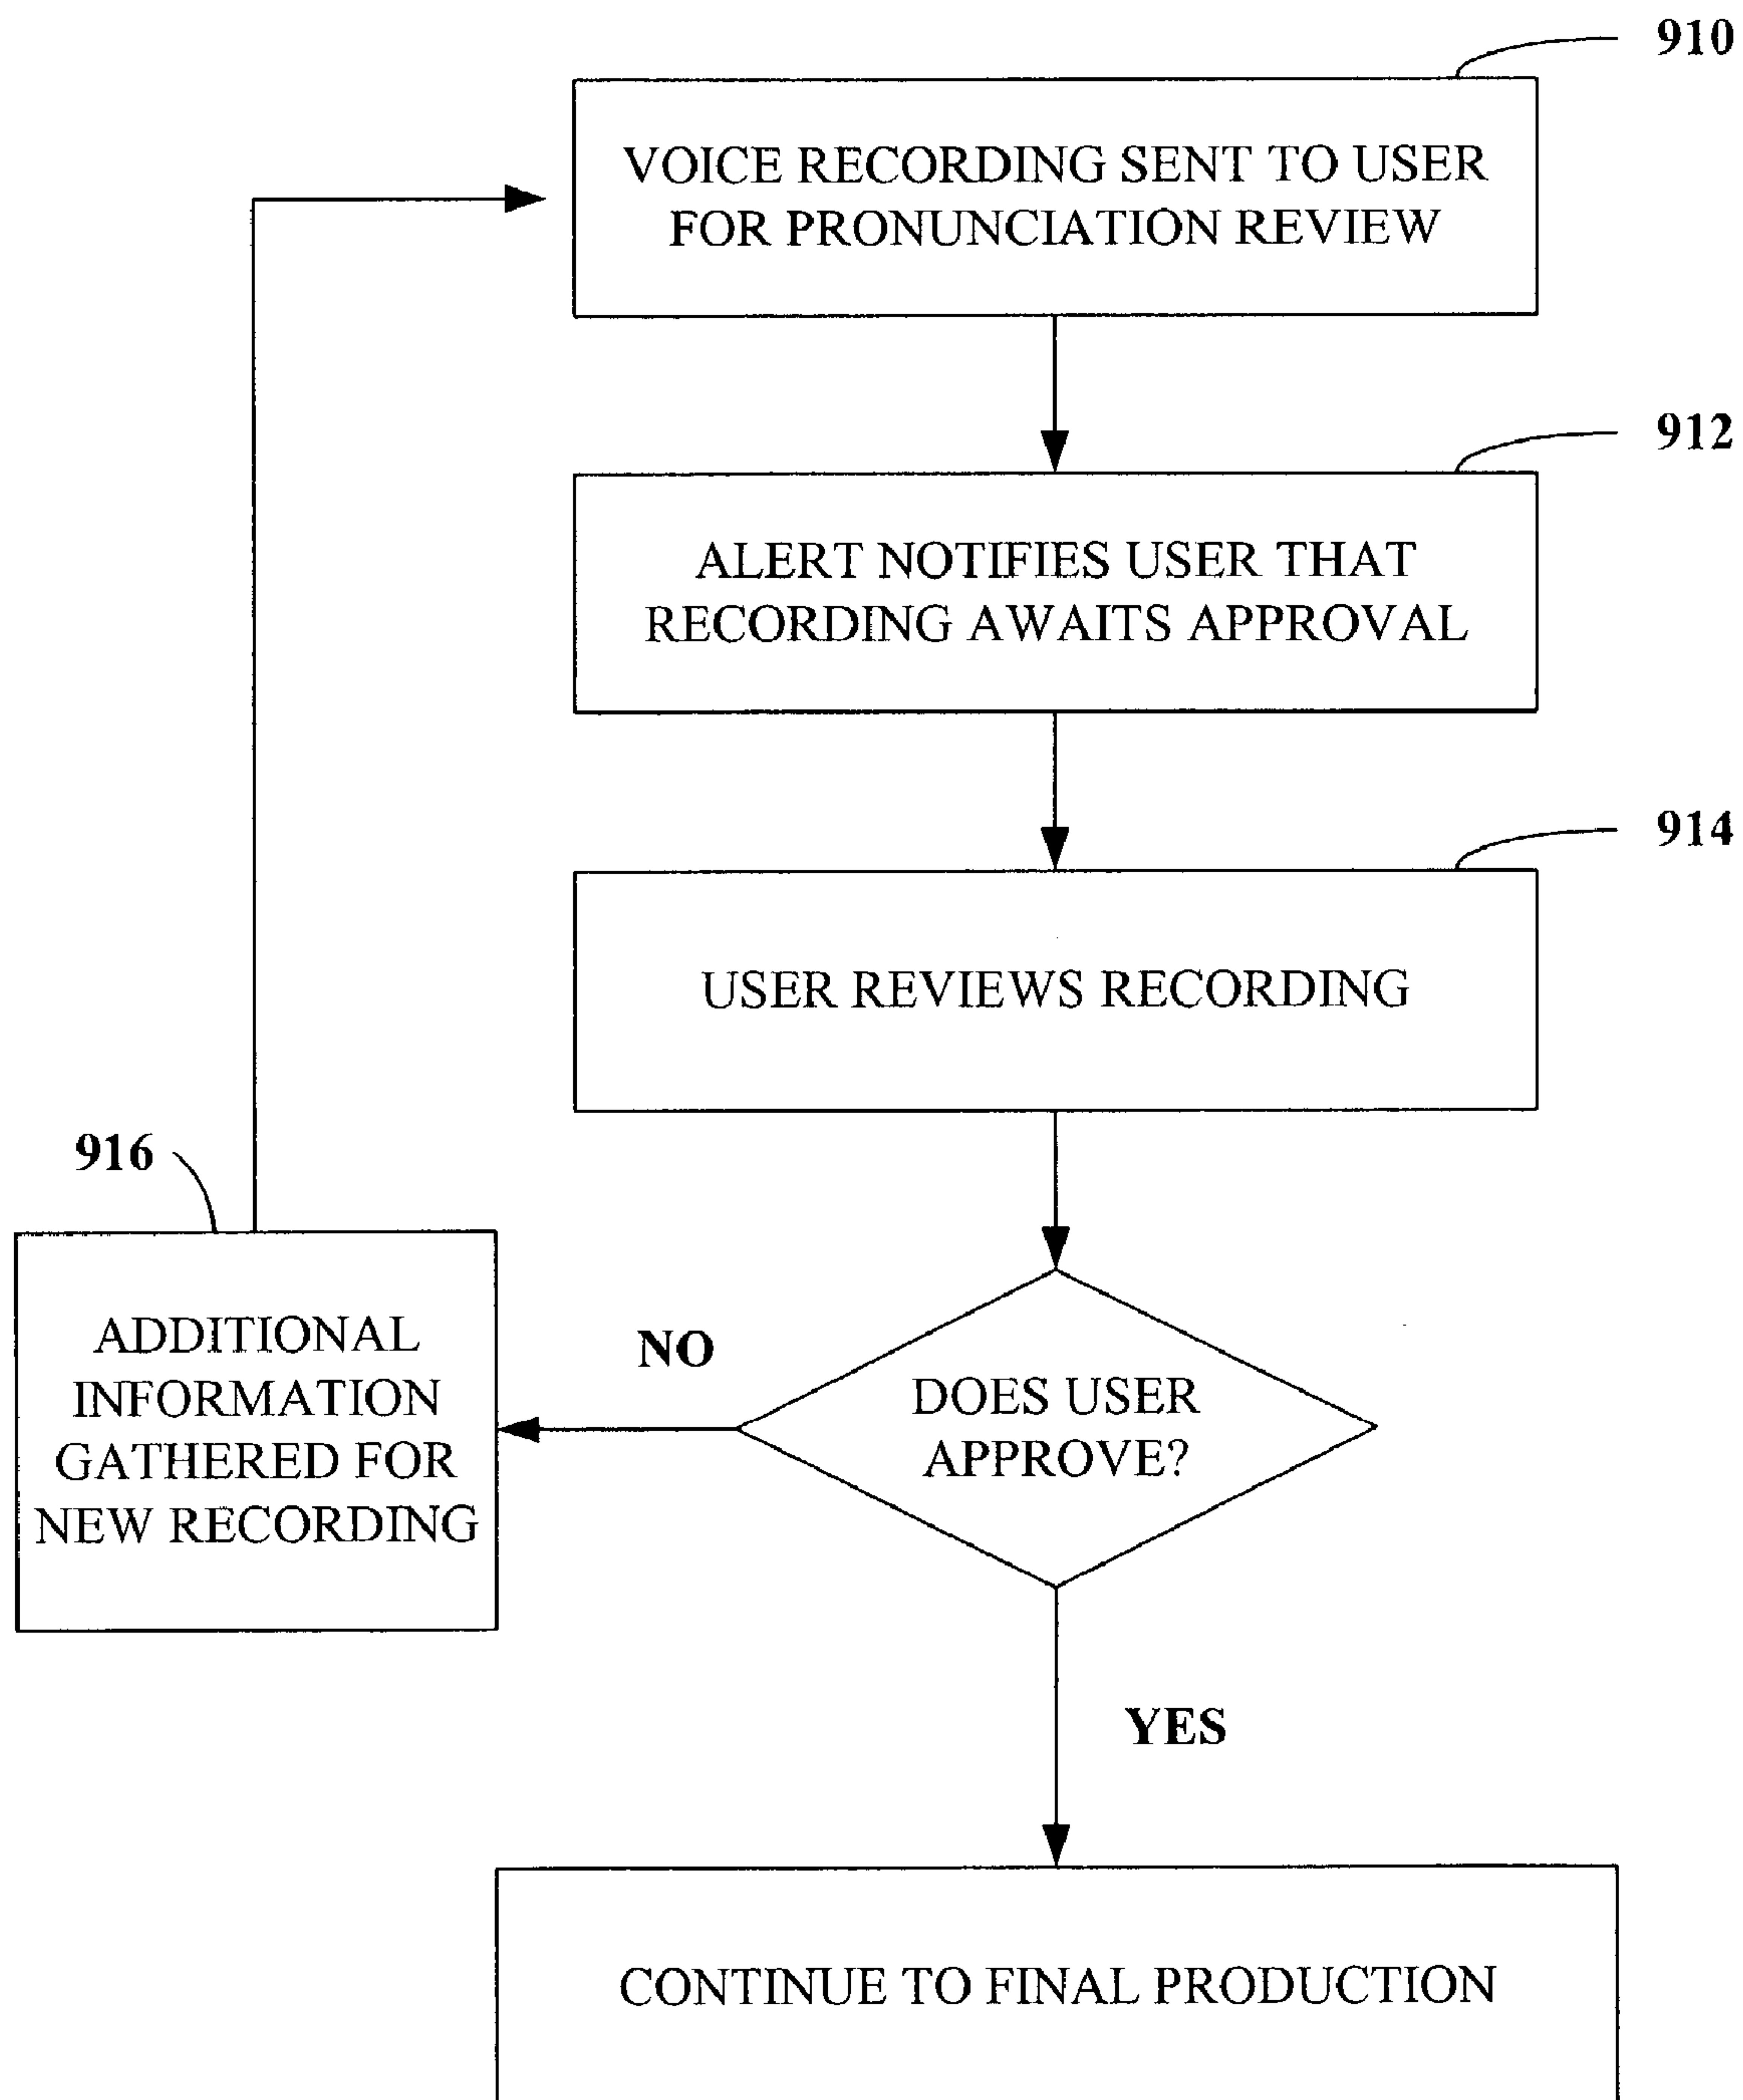 910
VOICE RECORDING SENT TO USER
FOR PRONUNCIATION REVIEW
912
ALERT NOTIFIES USER THAT
RECORDING AWAITS APPROVAL
914
USER REVIEWS RECORDING
916
ADDITIONAL
INFORMATION
GATHERED FOR
NEW RECORDING
NO
DOES USER
APPROVE?
YES
CONTINUE TO FINAL PRODUCTION